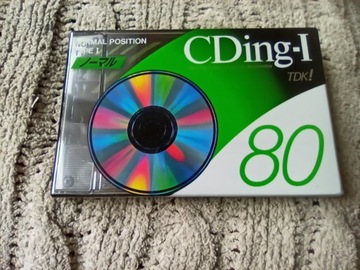 NORMAL POSITION
TYPE I
ノーマル
CDing-I
TDK!
80